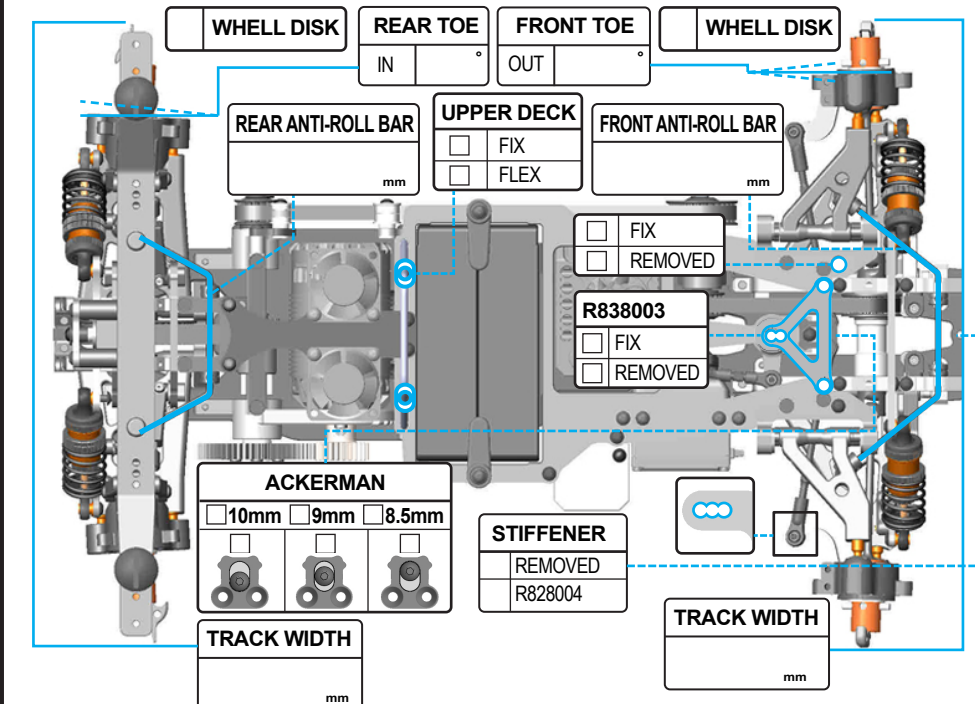 WHELL DISK
REAR TOE
IN °
FRONT TOE
OUT °
WHELL DISK
REAR ANTI-ROLL BAR
mm
UPPER DECK
FIX
FLEX
FRONT ANTI-ROLL BAR
mm
FIX
REMOVED
R838003
FIX
REMOVED
ACKERMAN
10mm 9mm 8.5mm
STIFFENER
REMOVED
R828004
TRACK WIDTH
mm
TRACK WIDTH
mm